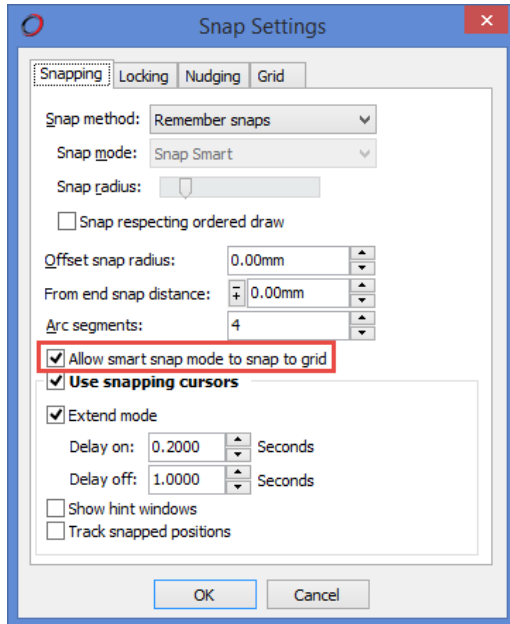 Snap Settings
Snapping Locking Nudging Grid
Snap method: Remember snaps
Snap mode: Snap Smart
Snap radius:
Snap respecting ordered draw
Offset snap radius: 0.00mm
From end snap distance: 0.00mm
Arc segments: 4
Allow smart snap mode to snap to grid
Use snapping cursors
Extend mode
Delay on: 0.2000 Seconds
Delay off: 1.0000 Seconds
Show hint windows
Track snapped positions
OK Cancel